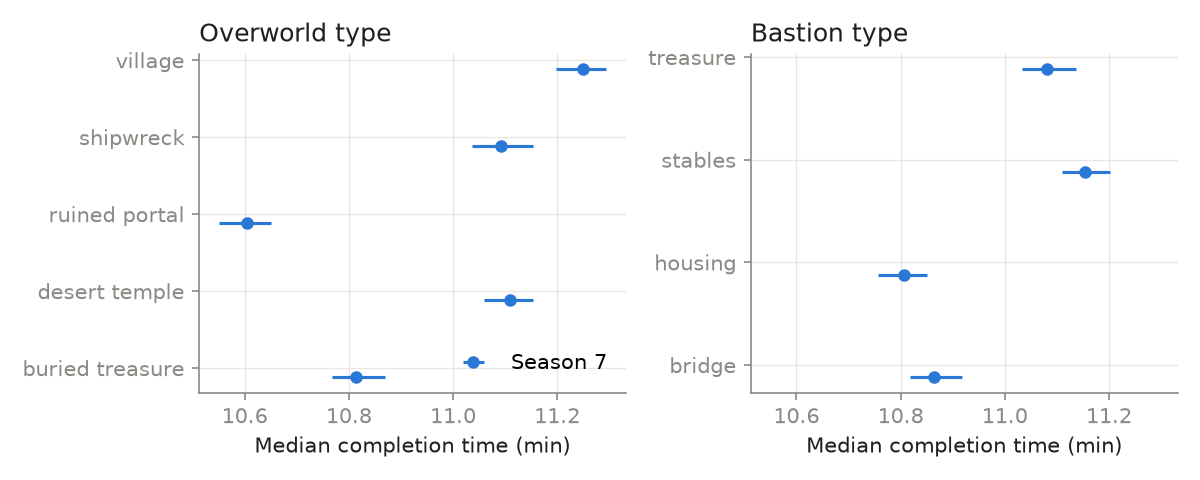 Overworld type
village
shipwreck
ruined portal
desert temple
buried treasure
Season 7
10.6 10.8 11.0 11.2
Median completion time (min)
Bastion type
treasure
stables
housing
bridge
10.6 10.8 11.0 11.2
Median completion time (min)